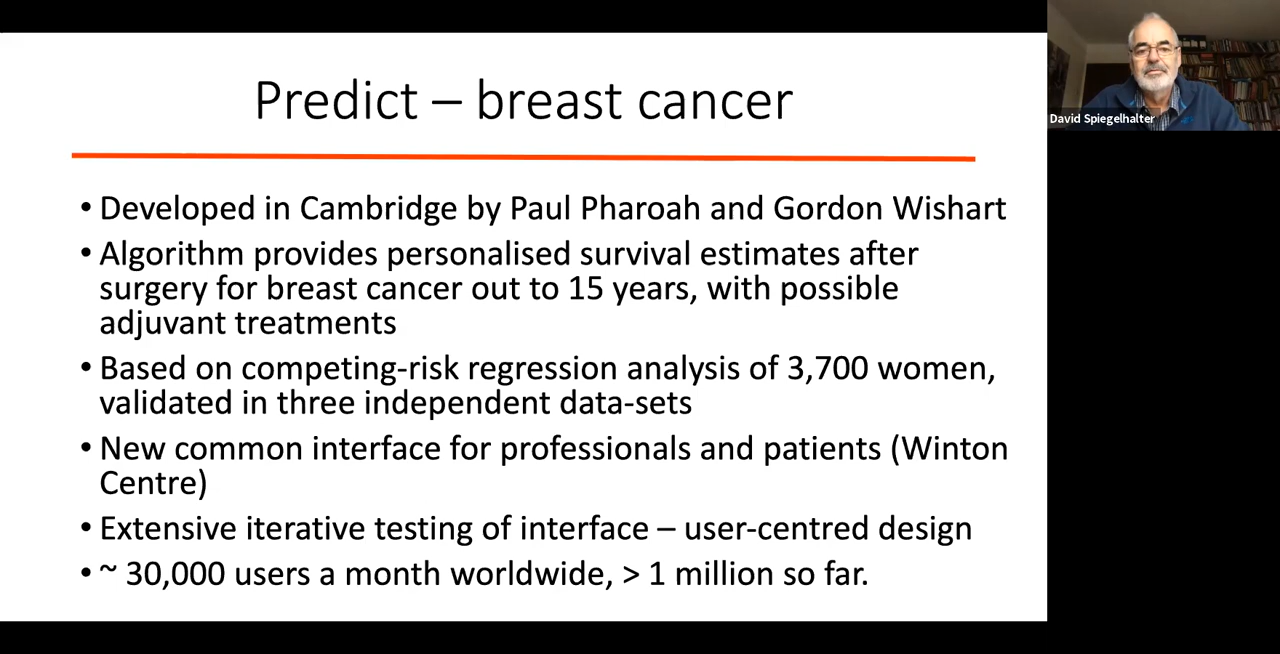 Predict – breast cancer
• Developed in Cambridge by Paul Pharoah and Gordon Wishart
• Algorithm provides personalised survival estimates after
surgery for breast cancer out to 15 years, with possible
adjuvant treatments
• Based on competing-risk regression analysis of 3,700 women,
validated in three independent data-sets
• New common interface for professionals and patients (Winton
Centre)
• Extensive iterative testing of interface – user-centred design
• ~ 30,000 users a month worldwide, > 1 million so far.
David Spiegelhalter